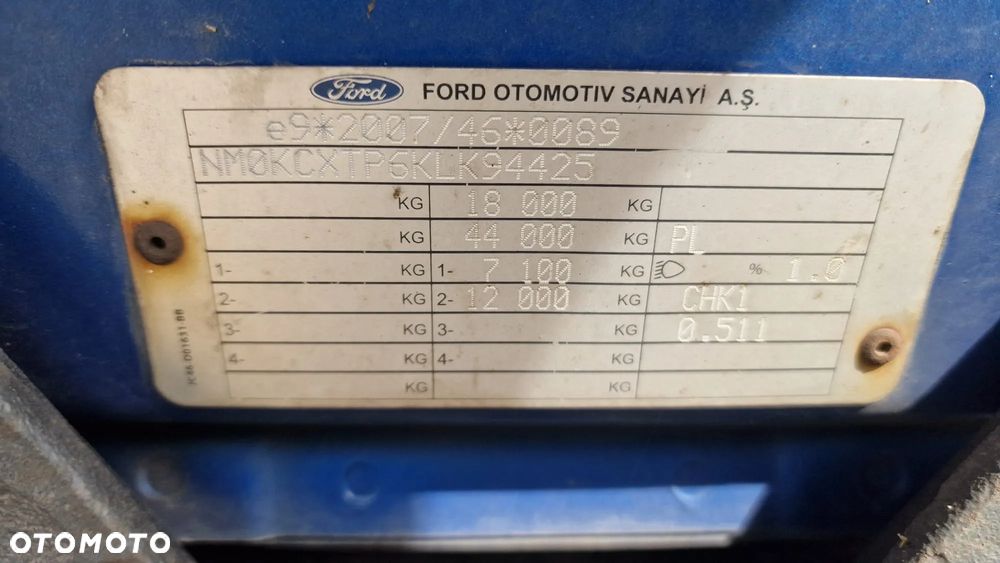 Ford FORD OTOMOTIV SANAYİ A.Ş.
e9*2007/46*0089
NM0KCXTP6KLK94425
KG 18 000 KG
KG 44 000 KG PL
1- KG 1- 7 100 KG % 1.0
2- KG 2- 12 000 KG CHK1
3- KG 3- KG 0.511
4- KG 4- KG
KG KG
OTOMOTO